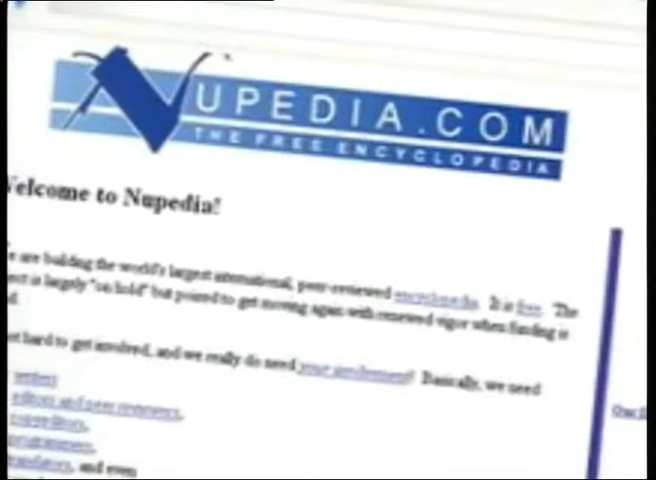 NUPEDIA.COM
THE FREE ENCYCLOPEDIA
Welcome to Nupedia!
e are building the world's largest international, peer-reviewed encyclopedia. It is free. The
ect is largely "on hold" but poised to get moving again with renewed vigor when funding is
d.
ot hard to get involved, and we really do need your involvement! Basically, we need
writers
editors and peer reviewers,
copyeditors,
programmers,
translators, and even
Our